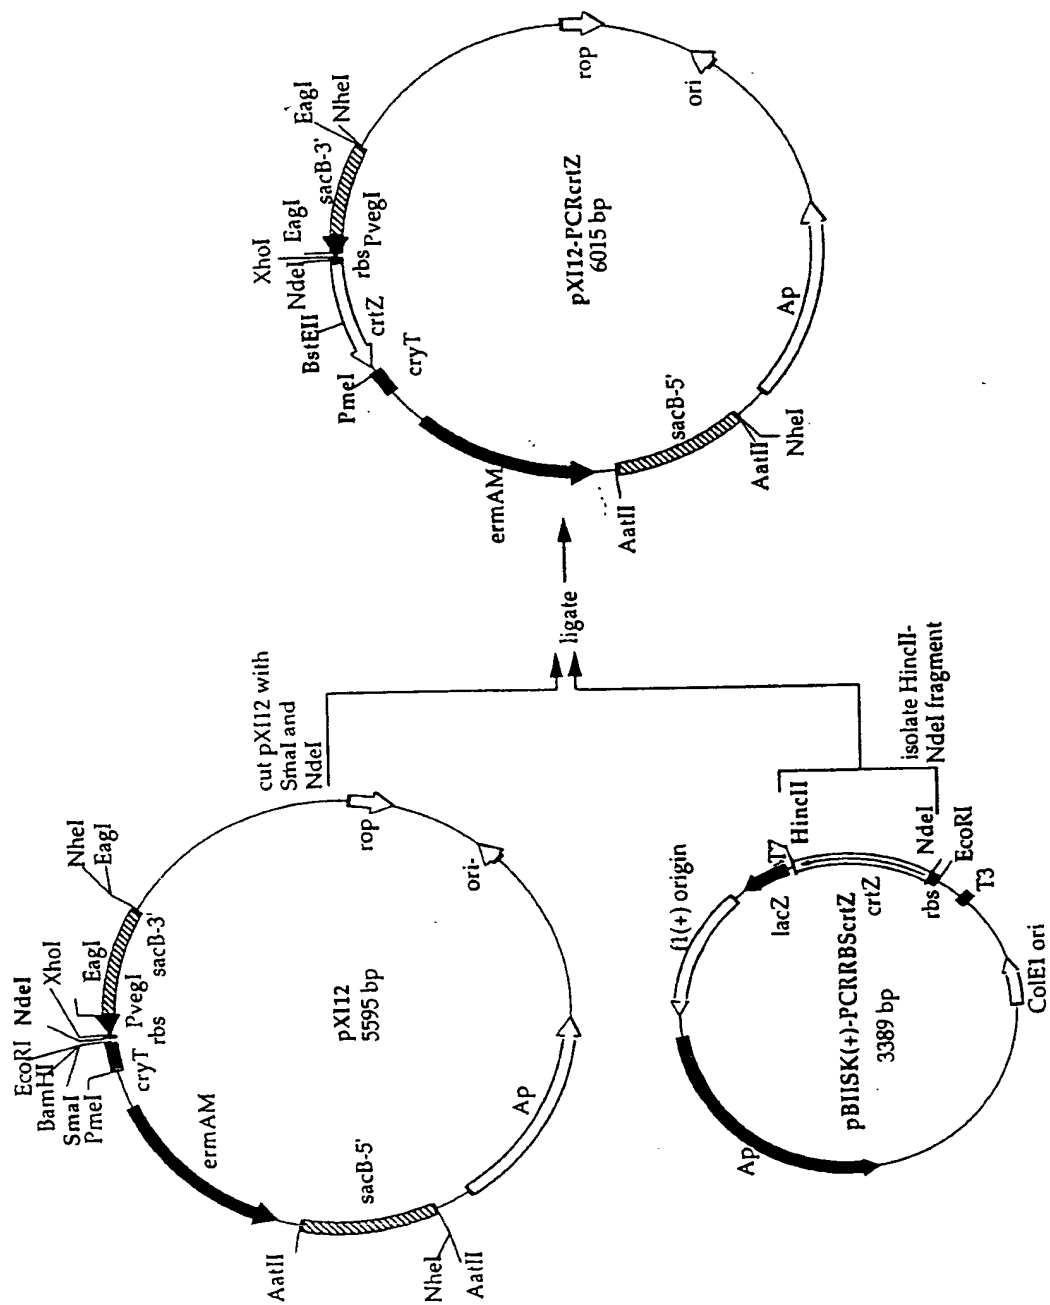 EcoRI
NdeI
BamHI
XhoI
SmaI
EagI
PmeI
NheI
EagI
cryT
rbs
PvegI
sacB-3'
ermAM
pXI12
5595 bp
rop
ori-
Ap
sacB-5'
AatII
NheI
AatII
cut pXI12 with
SmaI and
NdeI
f1(+) origin
lacZ
T7
HincII
crtZ
rbs
NdeI
EcoRI
T3
ColE1 ori
Ap
pBIISK(+)-PCRRBScrtZ
3389 bp
isolate HincII-
NdeI fragment
ligate
XhoI
NdeI
EagI
BstEII
PmeI
crtZ
cryT
rbs
PvegI
sacB-3'
EagI
NheI
rop
ori
pXI12-PCRcrtZ
6015 bp
Ap
ermAM
sacB-5'
AatII
AatII
NheI